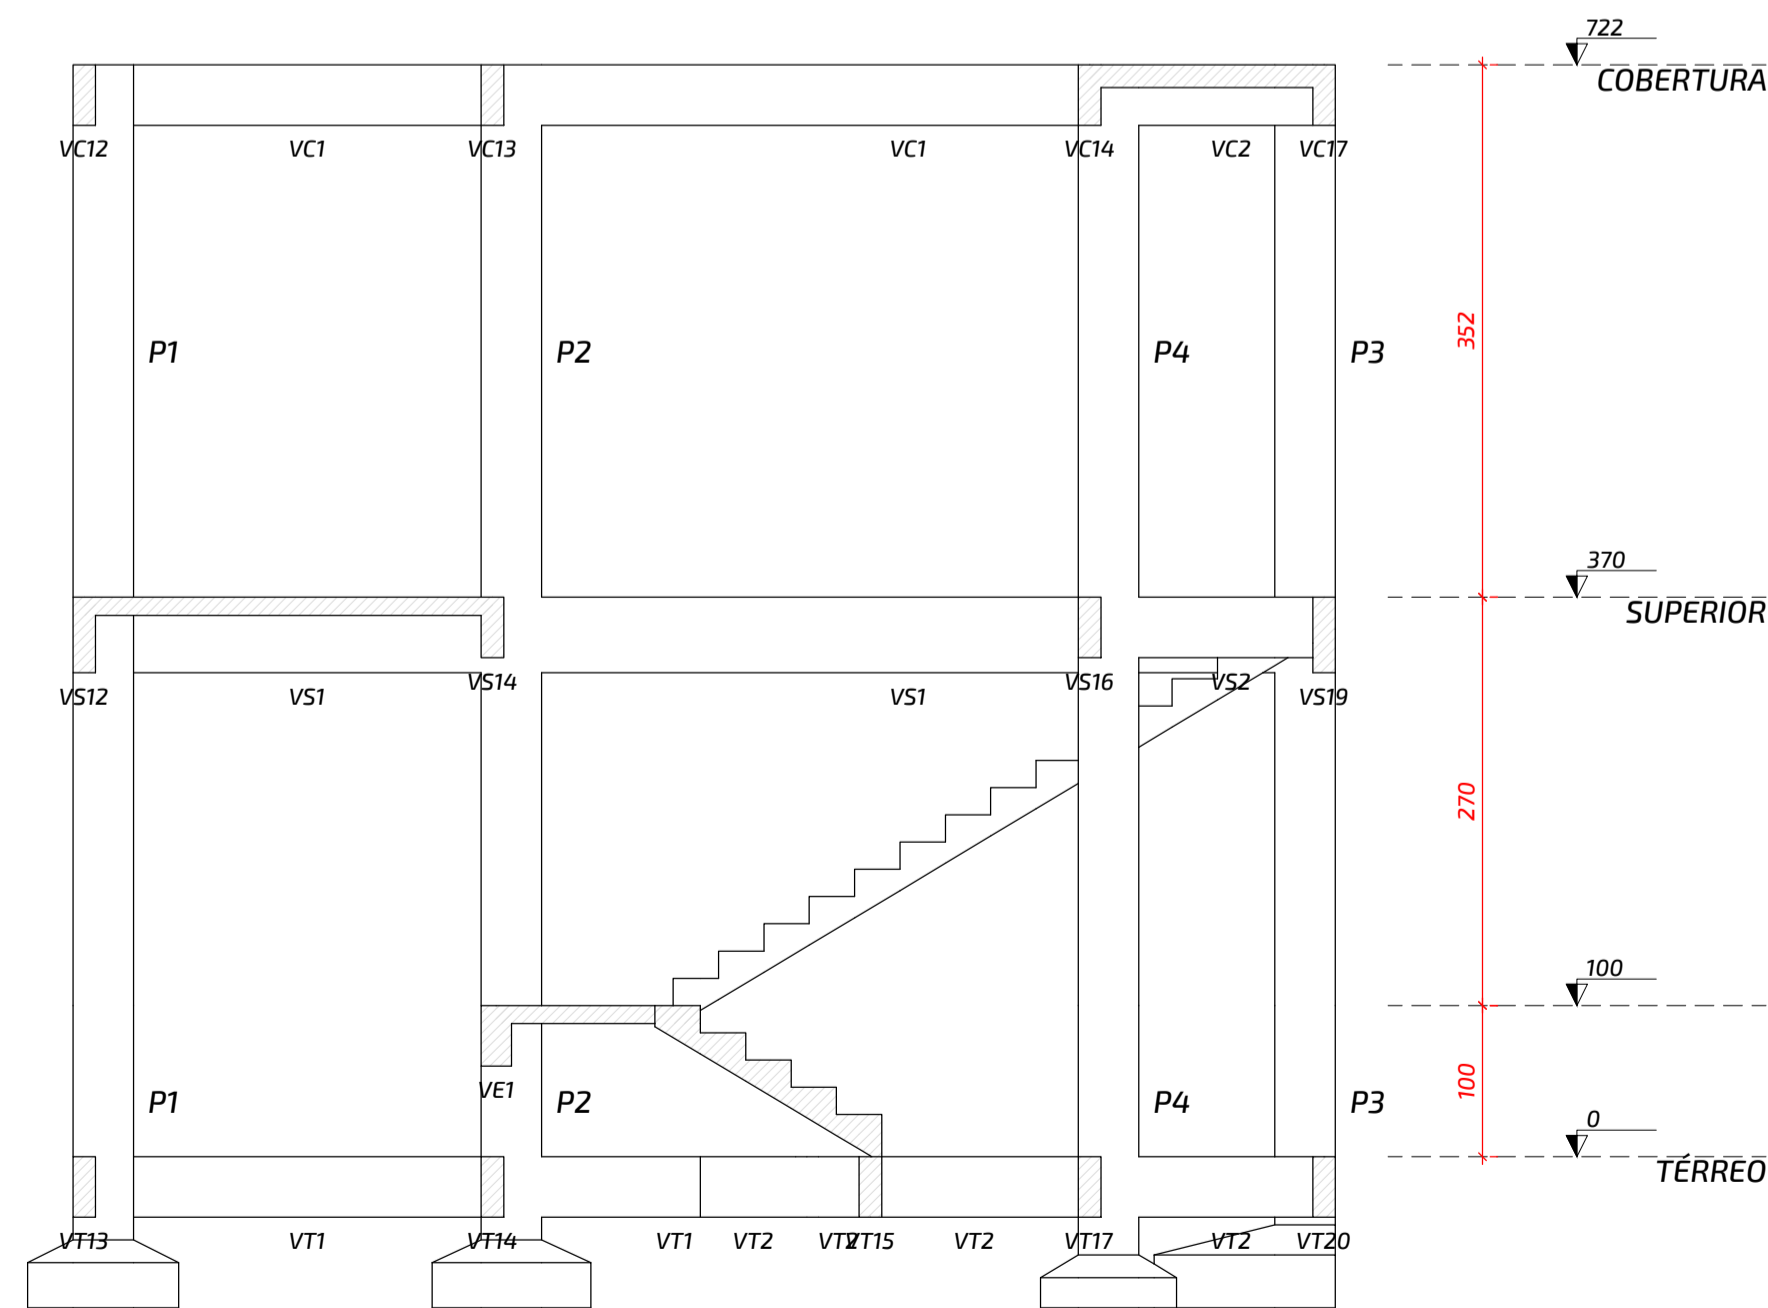 722
COBERTURA
VC12 VC1 VC13 VC1 VC14 VC2 VC17
352
P1 P2 P4 P3
370
SUPERIOR
VS12 VS1 VS14 VS1 VS16 VS2 VS19
270
100
VE1
P1 P2 P4 P3
100
0
TÉRREO
VT13 VT1 VT14 VT1 VT2 VT2 VT15 VT2 VT17 VT2 VT20